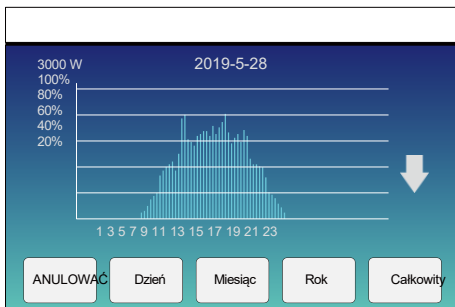 3000 W
2019-5-28
100%
80%
60%
40%
20%
1 3 5 7 9 11 13 15 17 19 21 23
ANULOWAĆ
Dzień
Miesiąc
Rok
Całkowity